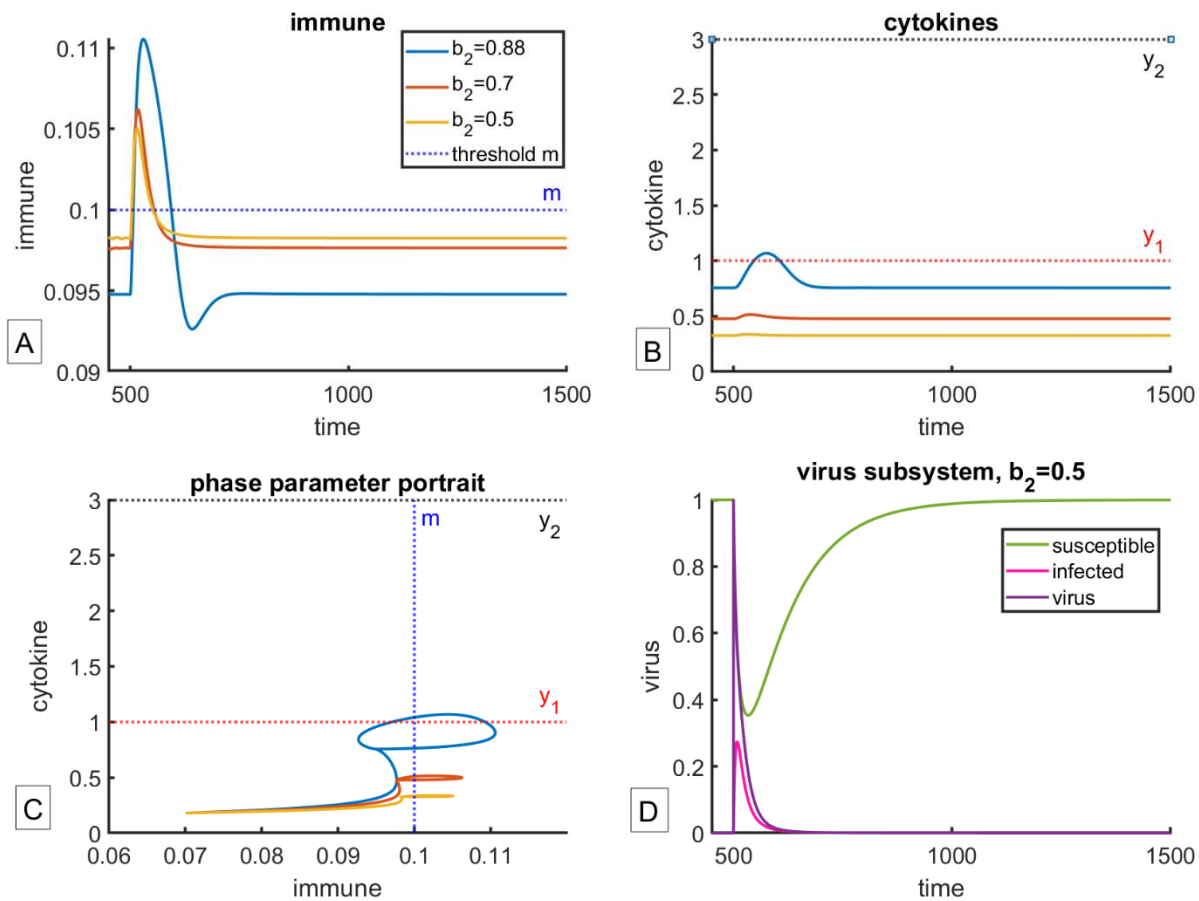 immune
0.11
0.105
0.1
0.095
0.09
immune
500
1000
1500
time
b₂=0.88
b₂=0.7
b₂=0.5
threshold m
m
A
cytokines
3
2.5
2
1.5
1
0.5
0
cytokine
500
1000
1500
time
y₂
y₁
B
phase parameter portrait
3
2.5
2
1.5
1
0.5
0
cytokine
0.06
0.07
0.08
0.09
0.1
0.11
immune
m
y₂
y₁
C
virus subsystem, b₂=0.5
1
0.8
0.6
0.4
0.2
0
virus
500
1000
1500
time
susceptible
infected
virus
D